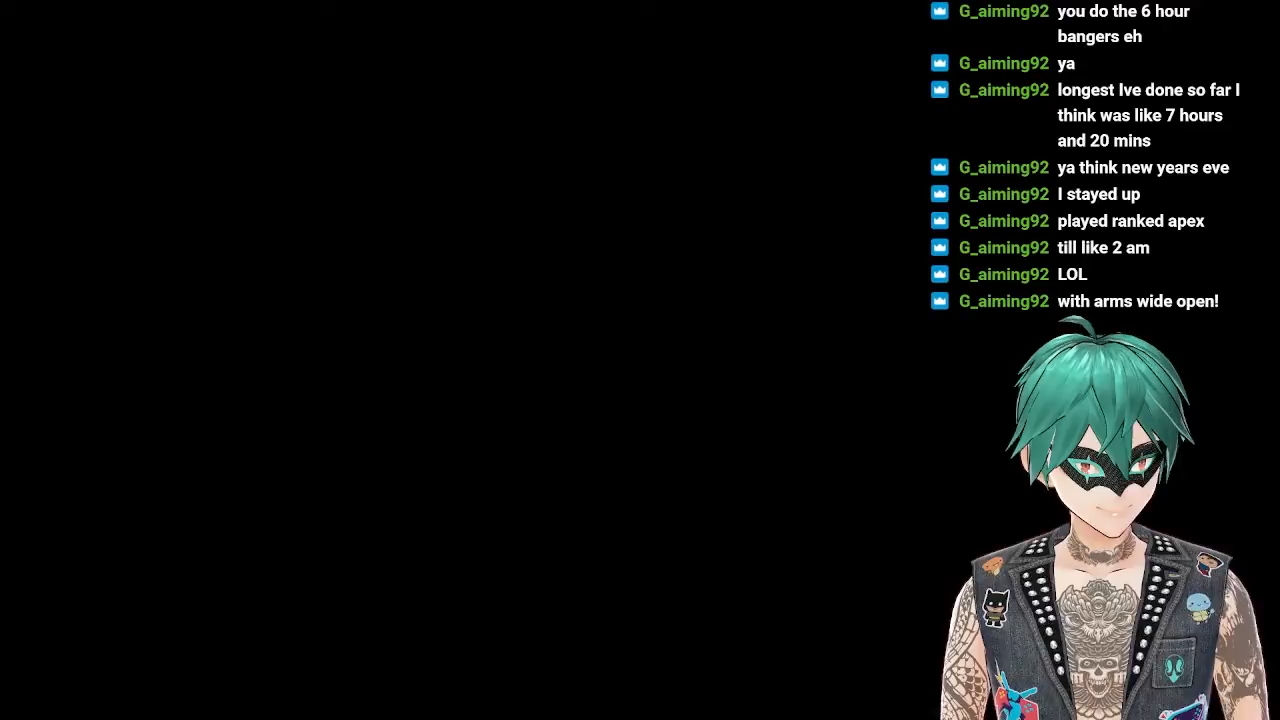 G_aiming92 you do the 6 hour
bangers eh
G_aiming92 ya
G_aiming92 longest Ive done so far I
think was like 7 hours
and 20 mins
G_aiming92 ya think new years eve
G_aiming92 I stayed up
G_aiming92 played ranked apex
G_aiming92 till like 2 am
G_aiming92 LOL
G_aiming92 with arms wide open!